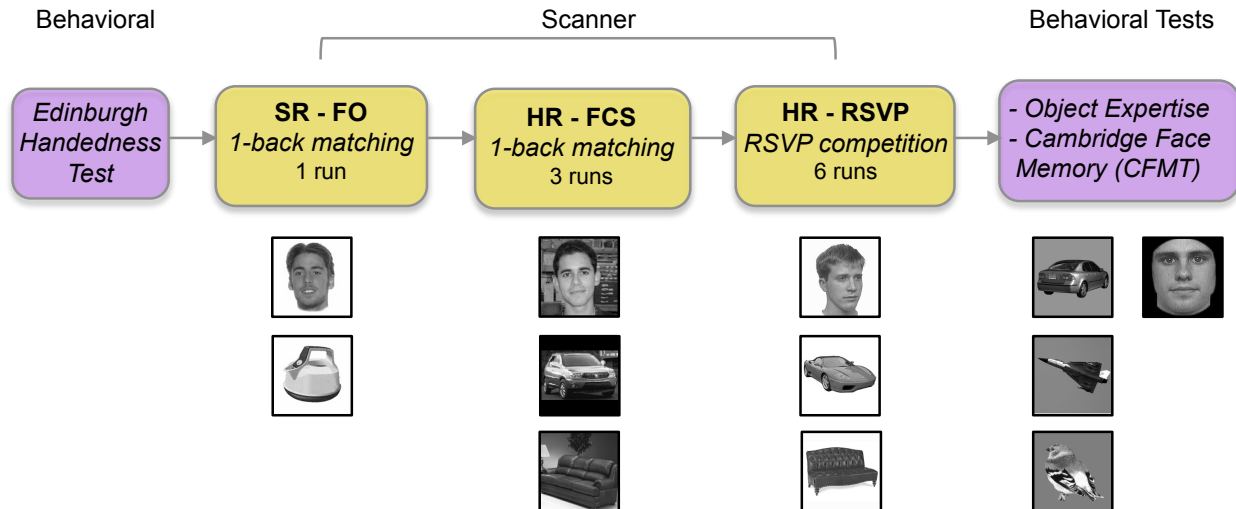 Behavioral
Scanner
Behavioral Tests
Edinburgh
Handedness
Test
SR - FO
1-back matching
1 run
HR - FCS
1-back matching
3 runs
HR - RSVP
RSVP competition
6 runs
- Object Expertise
- Cambridge Face
Memory (CFMT)